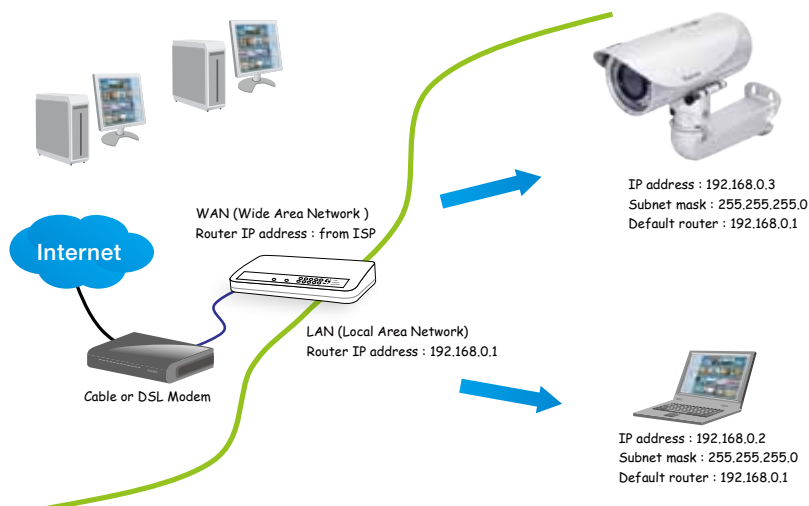 WAN (Wide Area Network )
Router IP address : from ISP
Internet
LAN (Local Area Network)
Router IP address : 192.168.0.1
Cable or DSL Modem
IP address : 192.168.0.3
Subnet mask : 255.255.255.0
Default router : 192.168.0.1
IP address : 192.168.0.2
Subnet mask : 255.255.255.0
Default router : 192.168.0.1